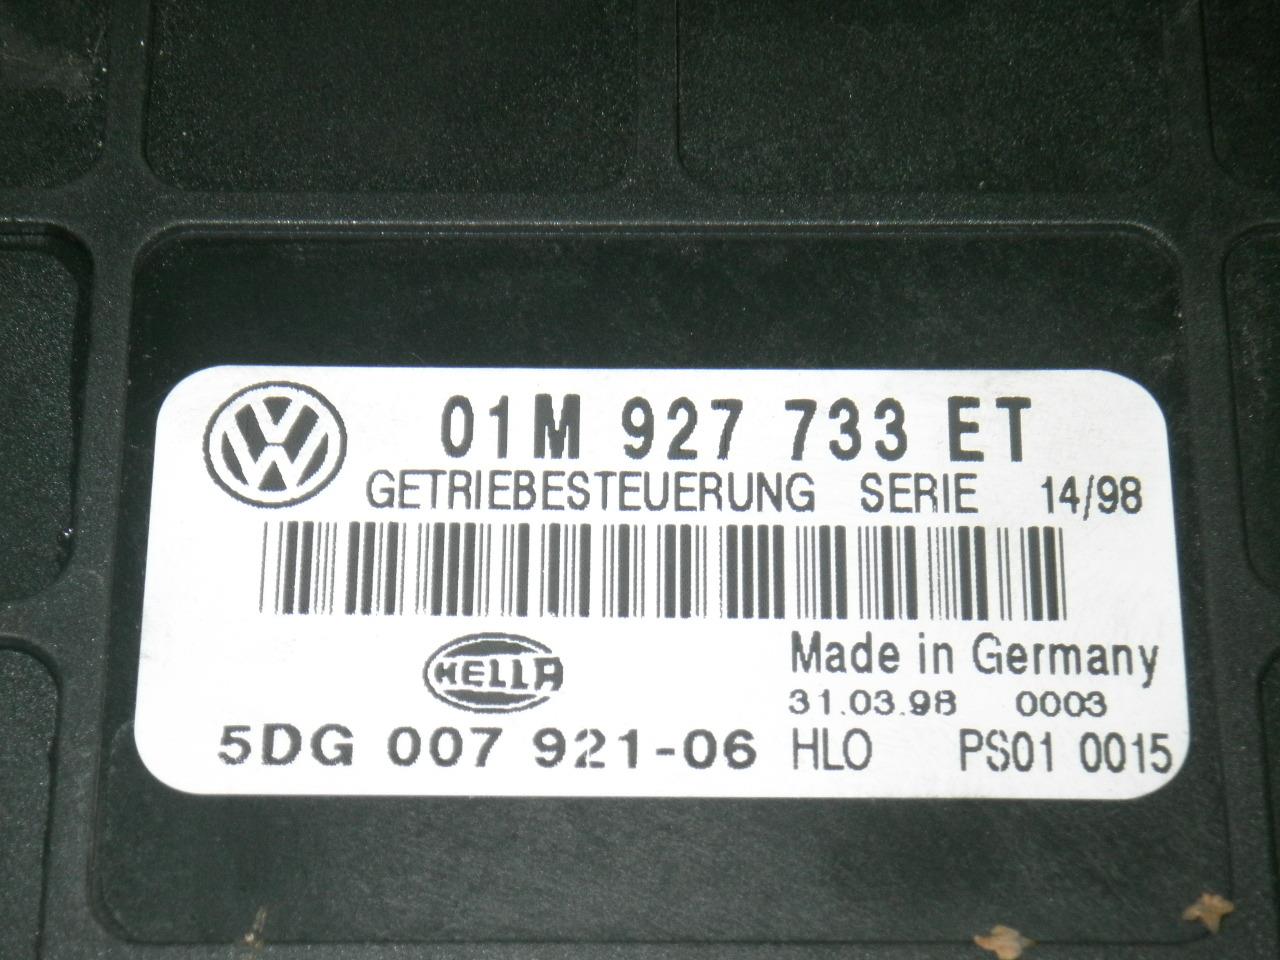 01M 927 733 ET
GETRIEBESTEUERUNG SERIE 14/98
HELLA
Made in Germany
31.03.98 0003
5DG 007 921-06 HLO PS01 0015